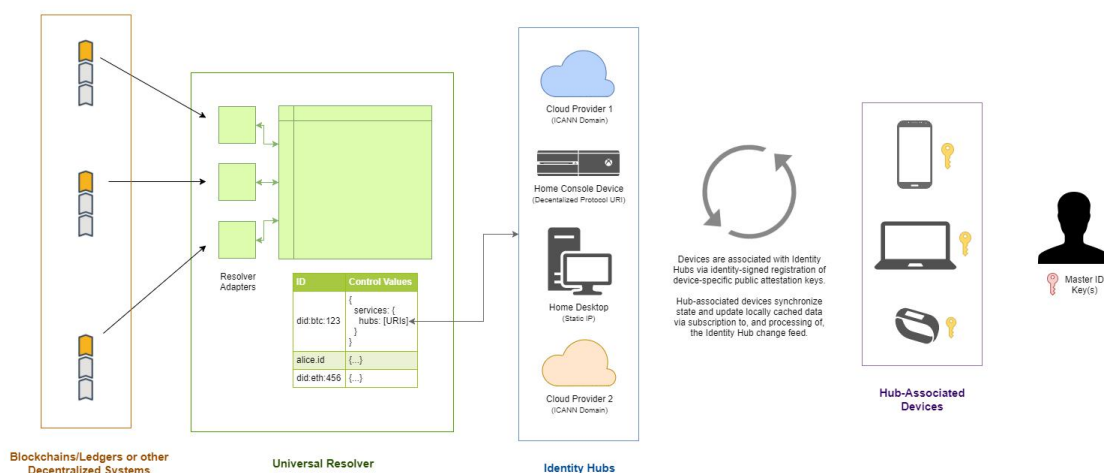 Cloud Provider 1
(ICANN Domain)
Home Console Device
(Decentalized Protocol URI)
Home Desktop
(Static IP)
Cloud Provider 2
(ICANN Domain)
Resolver
Adapters
ID Control Values
did:btc:123
{
services: {
hubs: [URIs]
}
}
alice.id {...}
did:eth:456 {...}
Devices are associated with Identity
Hubs via identity-signed registration of
device-specific public attestation keys.
Hub-associated devices synchronize
state and update locally cached data
via subscription to, and processing of,
the Identity Hub change feed.
Master ID
Key(s)
Hub-Associated
Devices
Blockchains/Ledgers or other
Decentralized Systems
Universal Resolver
Identity Hubs